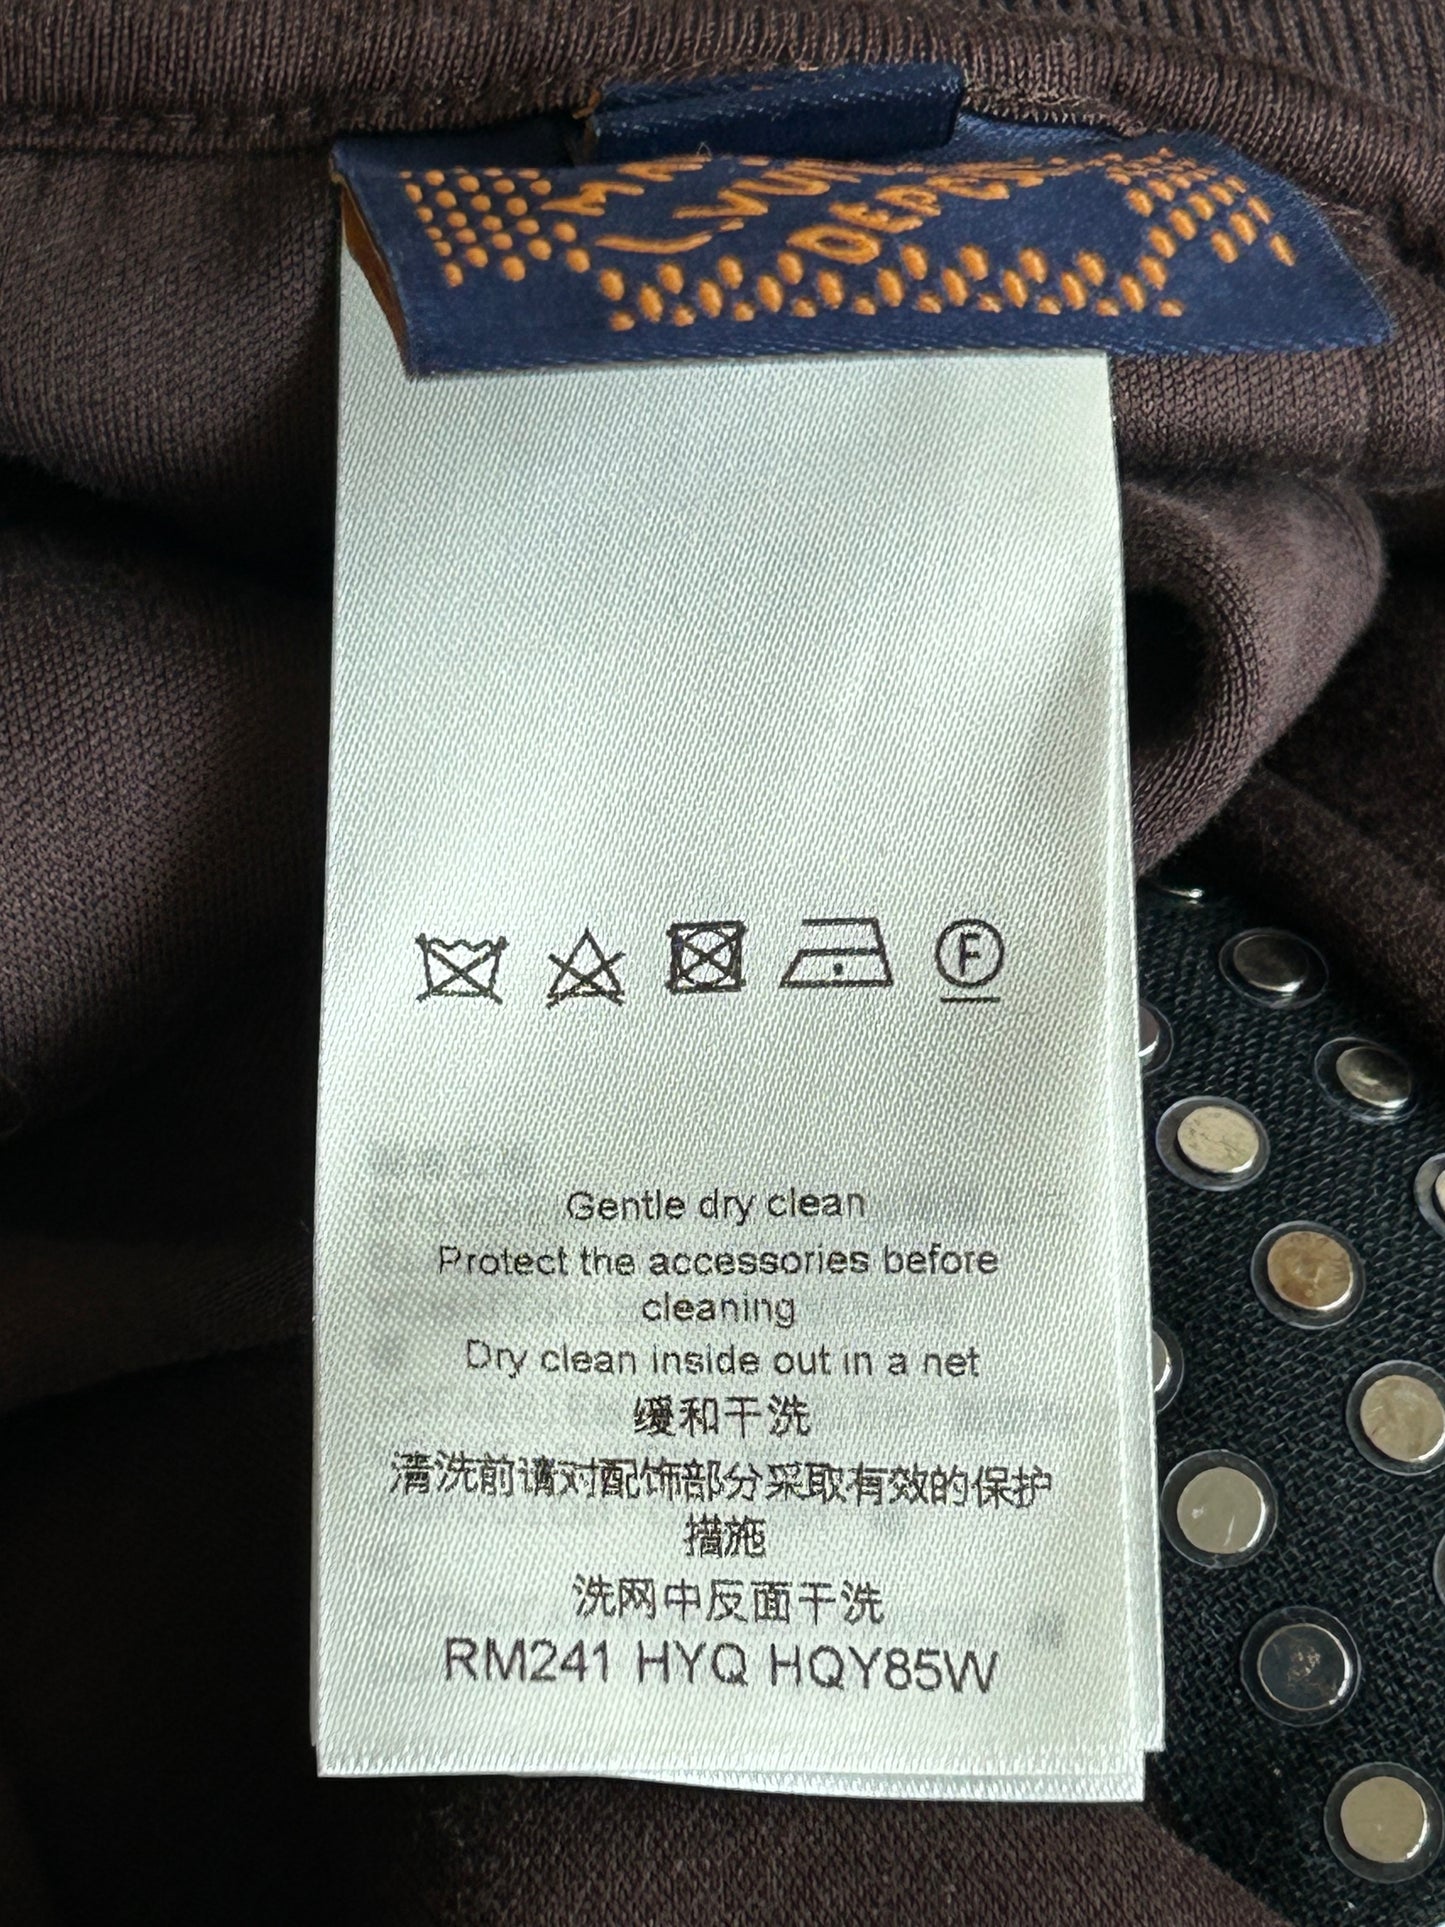 F
Gentle dry clean
Protect the accessories before
cleaning
Dry clean inside out in a net
缓和干洗
清洗前请对配饰部分采取有效的保护
措施
洗网中反面干洗
RM241 HYQ HQY85W